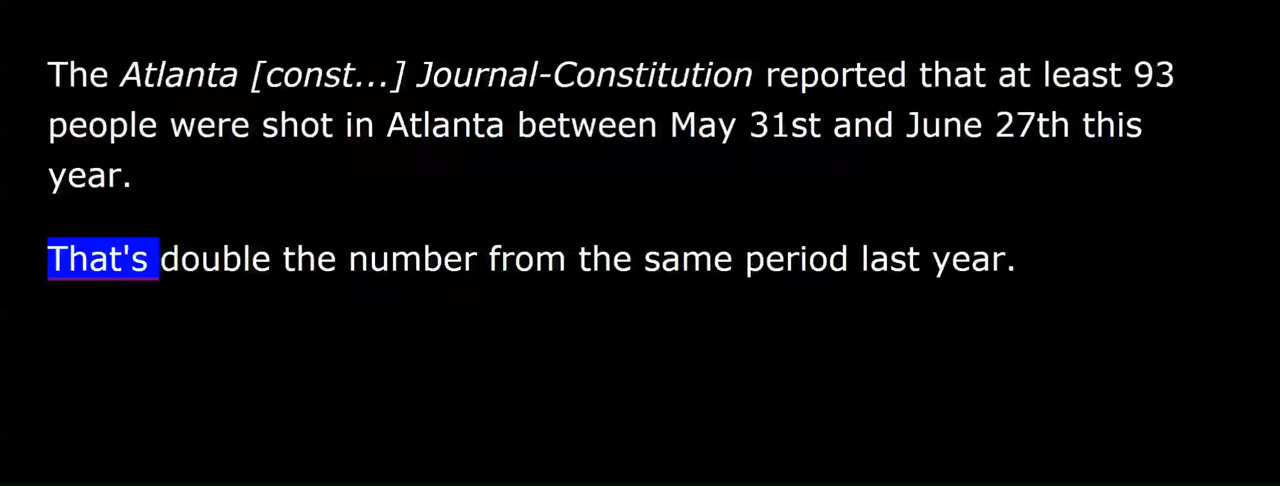 The Atlanta [const...] Journal-Constitution reported that at least 93
people were shot in Atlanta between May 31st and June 27th this
year.
That's double the number from the same period last year.